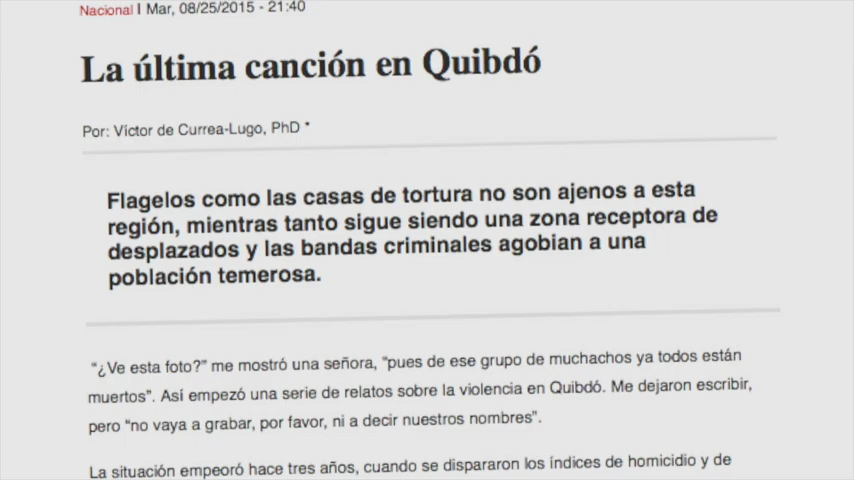 Nacional | Mar, 08/25/2015 - 21:40
La última canción en Quibdó
Por: Víctor de Currea-Lugo, PhD *
Flagelos como las casas de tortura no son ajenos a esta
región, mientras tanto sigue siendo una zona receptora de
desplazados y las bandas criminales agobian a una
población temerosa.
“¿Ve esta foto?” me mostró una señora, “pues de ese grupo de muchachos ya todos están
muertos”. Así empezó una serie de relatos sobre la violencia en Quibdó. Me dejaron escribir,
pero “no vaya a grabar, por favor, ni a decir nuestros nombres”.
La situación empeoró hace tres años, cuando se dispararon los índices de homicidio y de